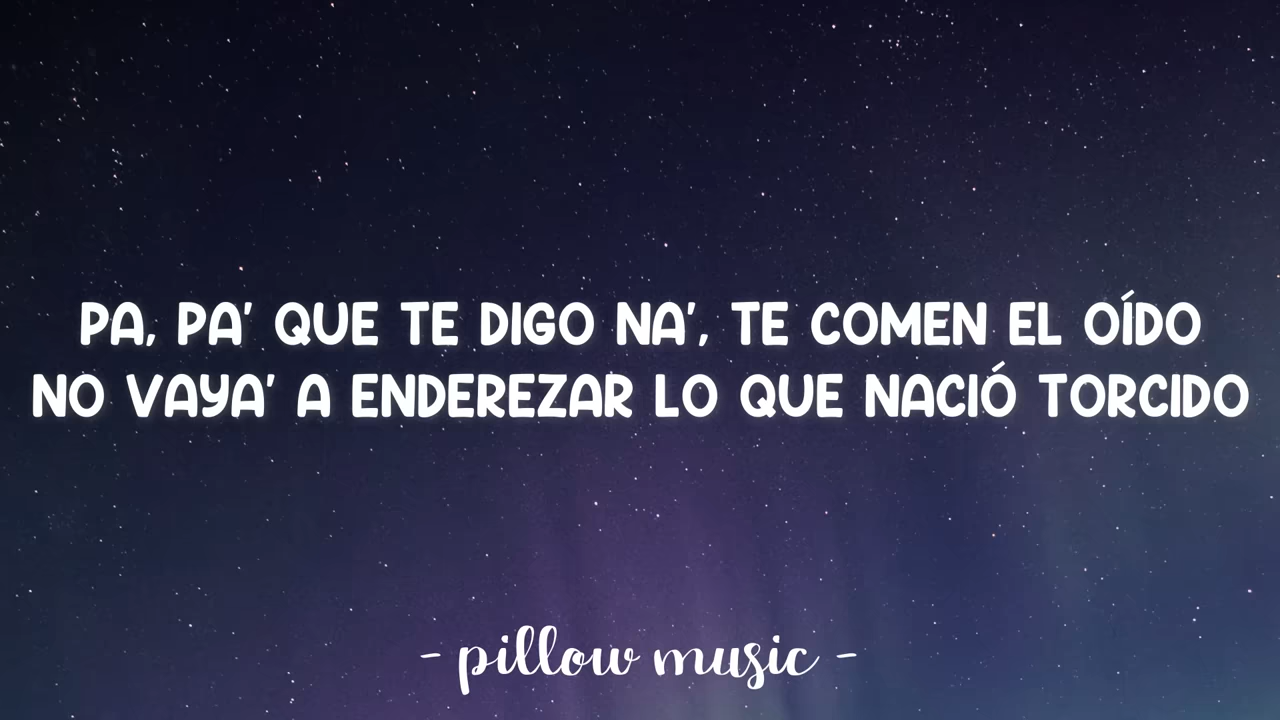 PA, PA' QUE TE DIGO NA', TE COMEN EL OÍDO
NO VAYA' A ENDEREZAR LO QUE NACIÓ TORCIDO
- pillow music -